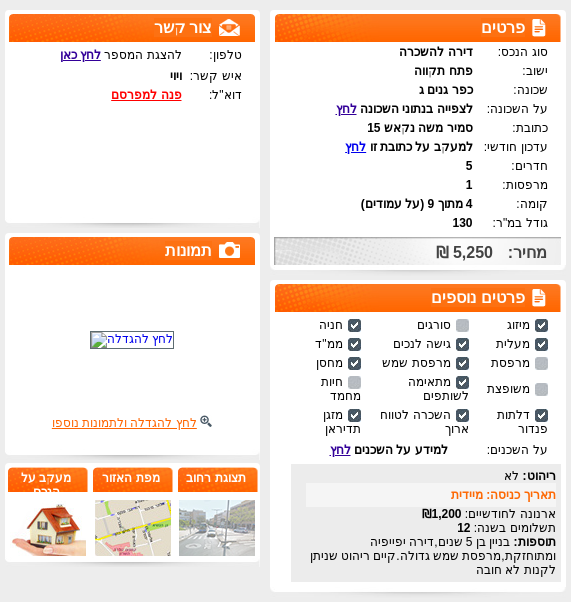 פרטים
סוג הנכס: דירה להשכרה
ישוב: פתח תקווה
שכונה: כפר גנים ג
על השכונה: לצפייה בנתוני השכונה לחץ
כתובת: סמיר משה נקאש 15
עדכון חודשי: למעקב על כתובת זו לחץ
חדרים: 5
מרפסות: 1
קומה: 4 מתוך 9 (על עמודים)
גודל במ"ר: 130
מחיר: 5,250 ₪
צור קשר
טלפון: להצגת המספר לחץ כאן
איש קשר: ויוי
דוא"ל: פנה למפרסם
תמונות
לחץ להגדלה
לחץ להגדלה ולתמונות נוספו
תצוגת רחוב
מפת האזור
מעקב על
הנכס
פרטים נוספים
מיזוג סורגים חניה
מעלית גישה לנכים ממ"ד
מרפסת מרפסת שמש מחסן
משופצת מתאימה לשותפים חיות מחמד
דלתות פנדור השכרה לטווח ארוך מזגן תדיראן
על השכנים: למידע על השכנים לחץ
ריהוט: לא
תאריך כניסה: מיידית
ארנונה לחודשיים: 1,200₪
תשלומים בשנה: 12
תוספות: בניין בן 5 שנים,דירה יפייפיה
ומתוחזקת,מרפסת שמש גדולה.קיים ריהוט שניתן
לקנות לא חובה